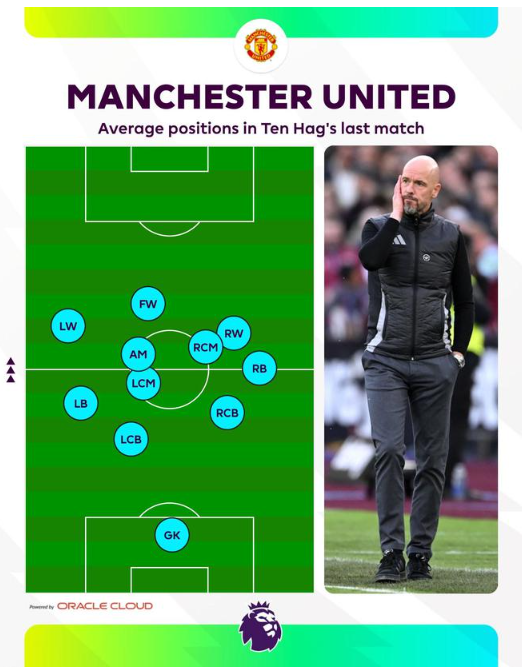 MANCHESTER UNITED
Average positions in Ten Hag's last match
FW
LW
RW
RCM
AM
RB
LCM
LB
RCB
LCB
GK
Powered by ORACLE CLOUD